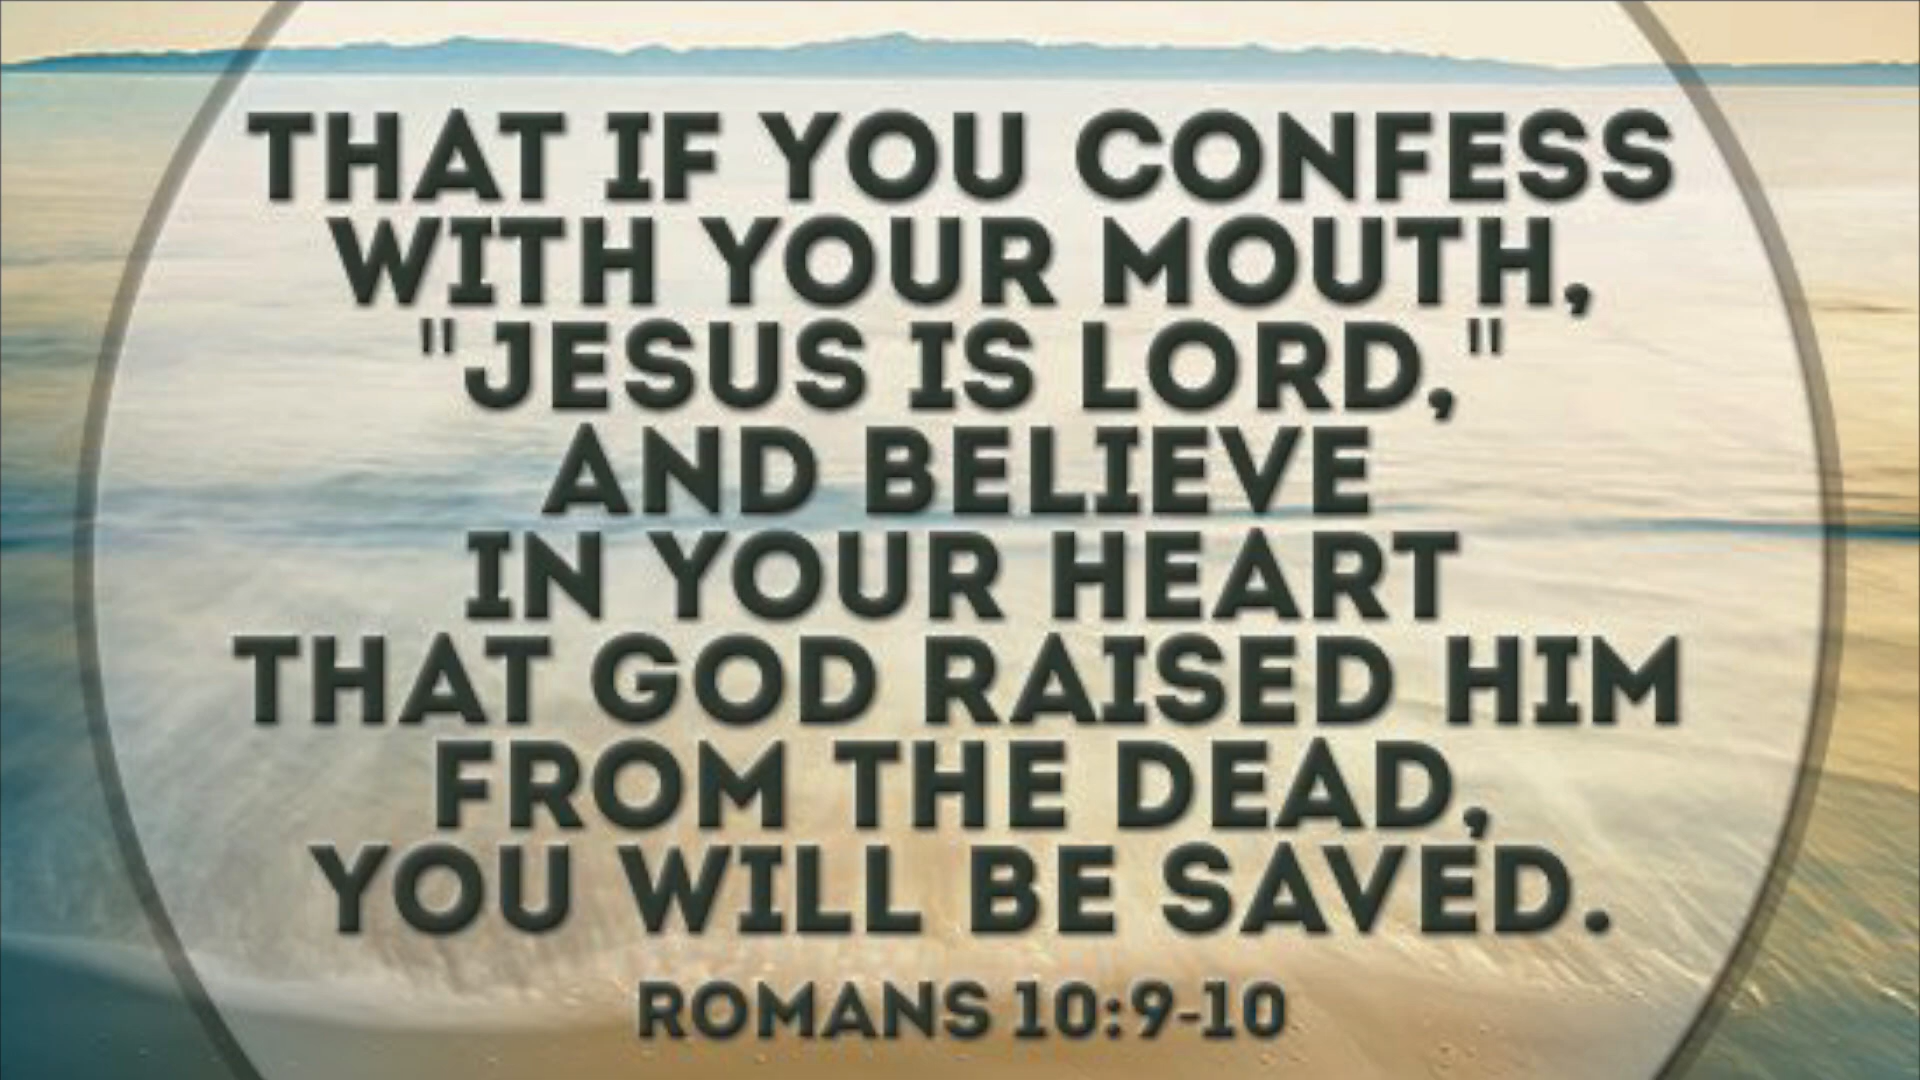 THAT IF YOU CONFESS
WITH YOUR MOUTH,
"JESUS IS LORD,"
AND BELIEVE
IN YOUR HEART
THAT GOD RAISED HIM
FROM THE DEAD,
YOU WILL BE SAVED.
ROMANS 10:9-10